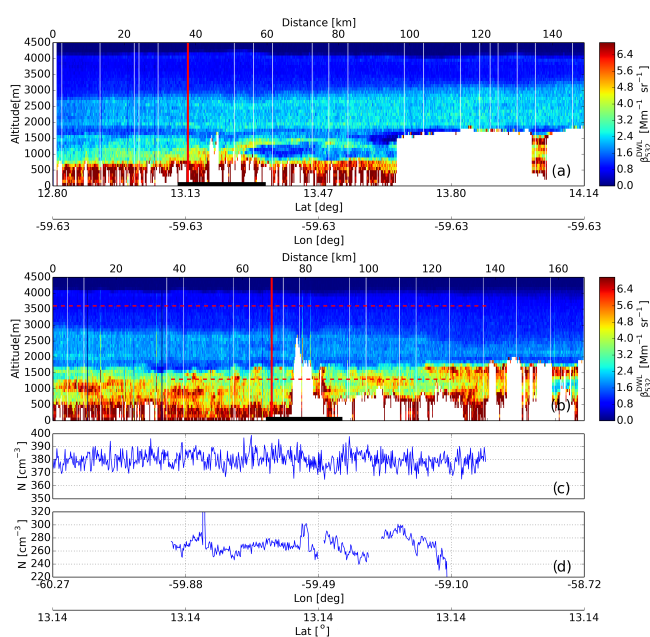 Distance [km]
0 20 40 60 80 100 120 140
4500
4000
3500
3000
2500
2000
1500
1000
500
0
Altitude[m]
(a)
6.4
5.6
4.8
4.0
3.2
2.4
1.6
0.8
0.0
β532^DWL [Mm⁻¹ sr⁻¹]
12.80 13.13 13.47 13.80 14.14
Lat [deg]
-59.63 -59.63 -59.63 -59.63 -59.63
Lon [deg]
Distance [km]
0 20 40 60 80 100 120 140 160
4500
4000
3500
3000
2500
2000
1500
1000
500
0
Altitude[m]
(b)
6.4
5.6
4.8
4.0
3.2
2.4
1.6
0.8
0.0
β532^DWL [Mm⁻¹ sr⁻¹]
400
390
380
370
360
350
N [cm⁻³]
(c)
320
300
280
260
240
220
N [cm⁻³]
(d)
-60.27 -59.88 -59.49 -59.10 -58.72
Lon [deg]
13.14 13.14 13.14 13.14 13.14
Lat [°]